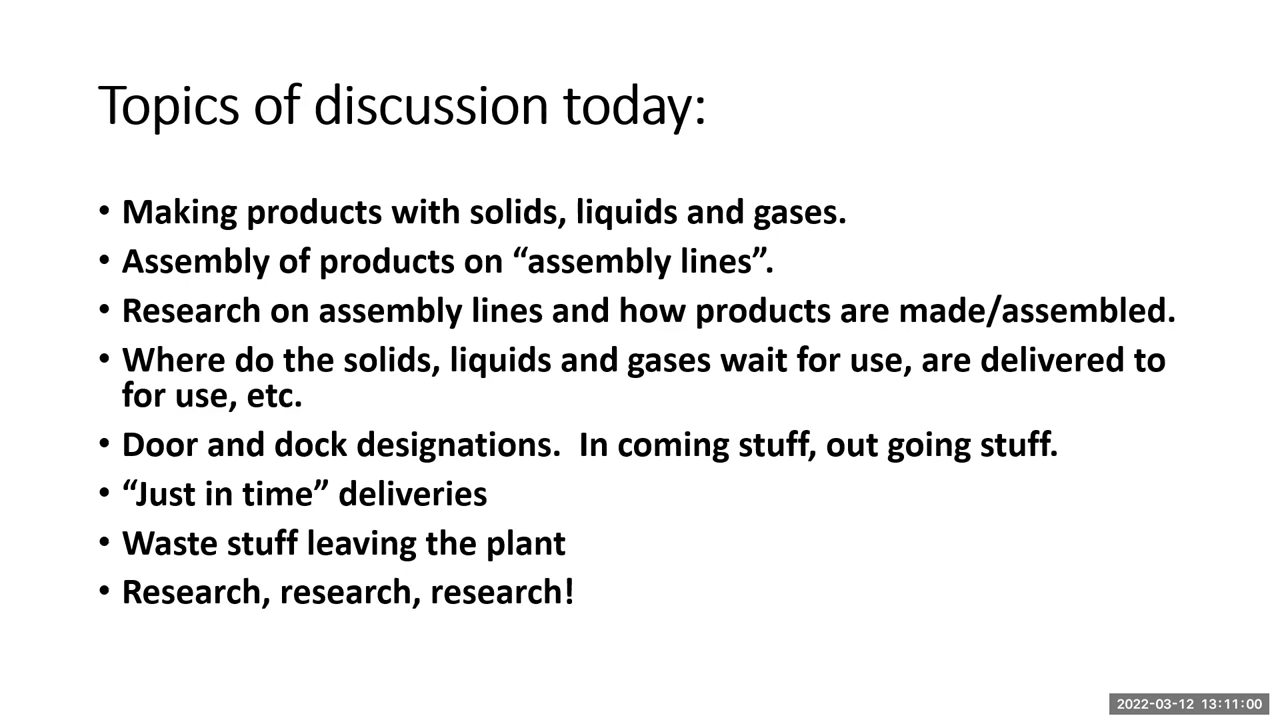 Topics of discussion today:
• Making products with solids, liquids and gases.
• Assembly of products on “assembly lines”.
• Research on assembly lines and how products are made/assembled.
• Where do the solids, liquids and gases wait for use, are delivered to
for use, etc.
• Door and dock designations.  In coming stuff, out going stuff.
• “Just in time” deliveries
• Waste stuff leaving the plant
• Research, research, research!
2022-03-12 13:11:00